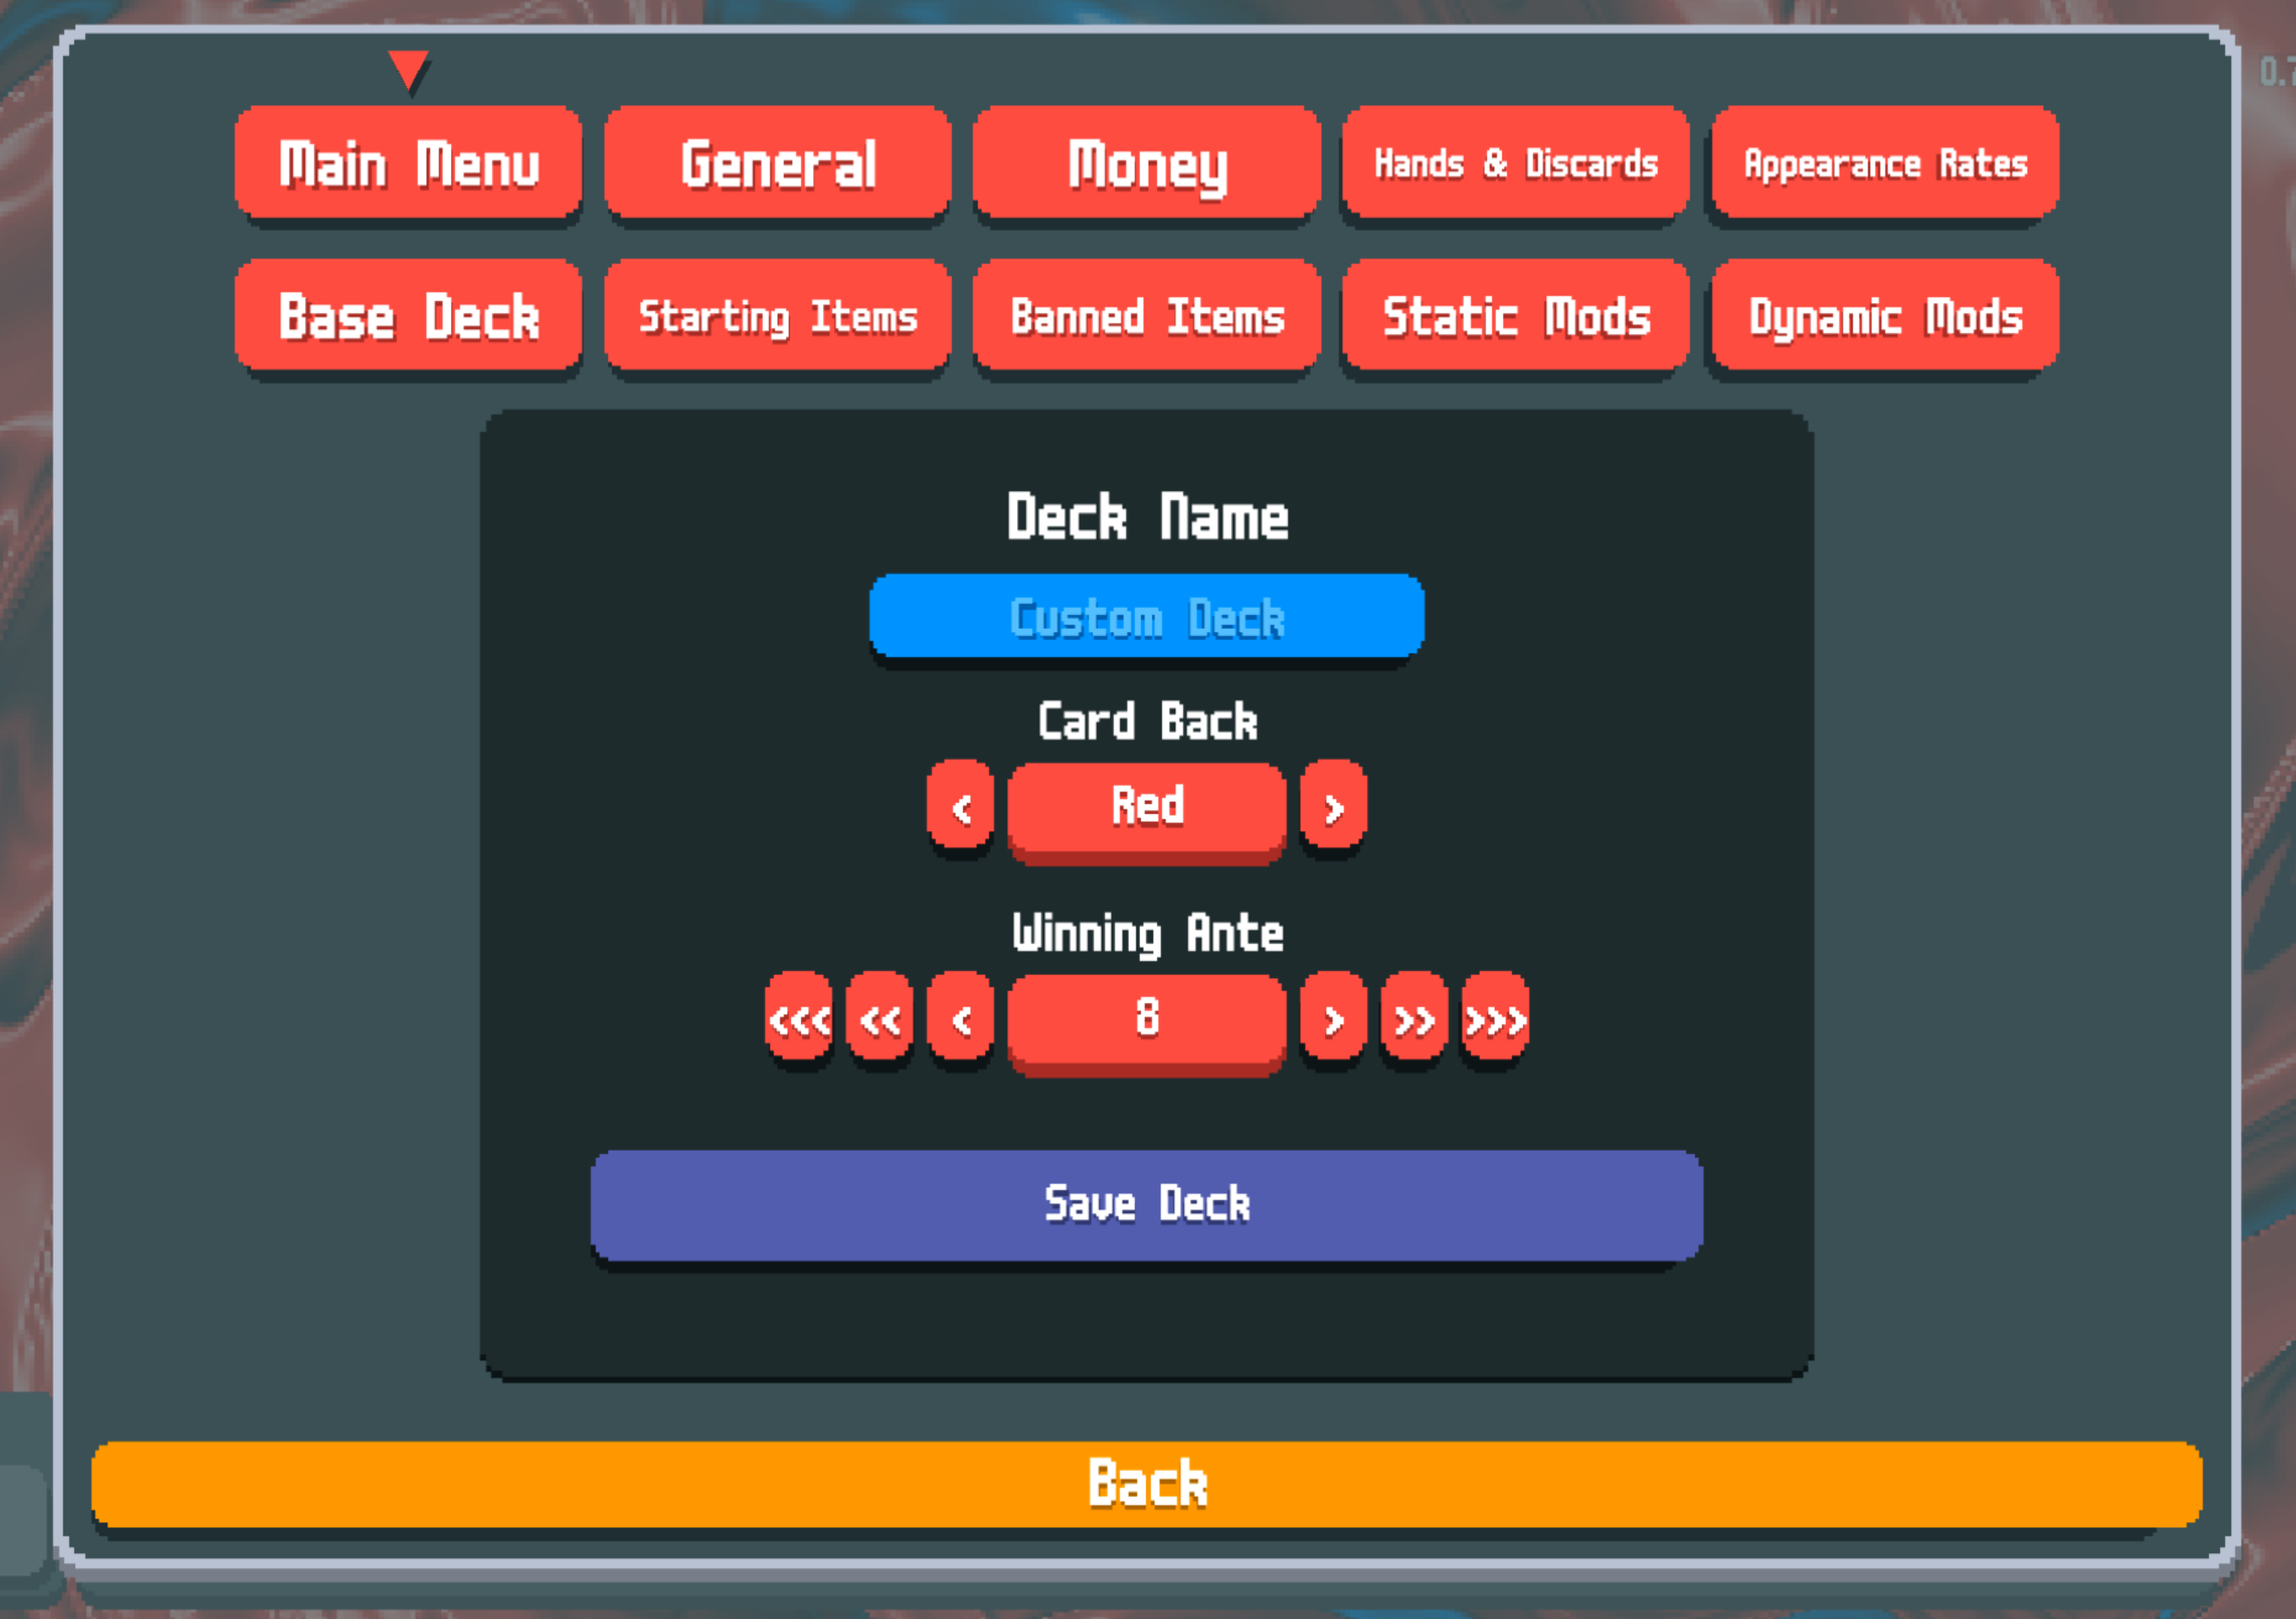 Main Menu General Money Hands & Discards Appearance Rates
Base Deck Starting Items Banned Items Static Mods Dynamic Mods
Deck Name
Custom Deck
Card Back
< Red >
Winning Ante
<<< << < 8 > >> >>>
Save Deck
Back